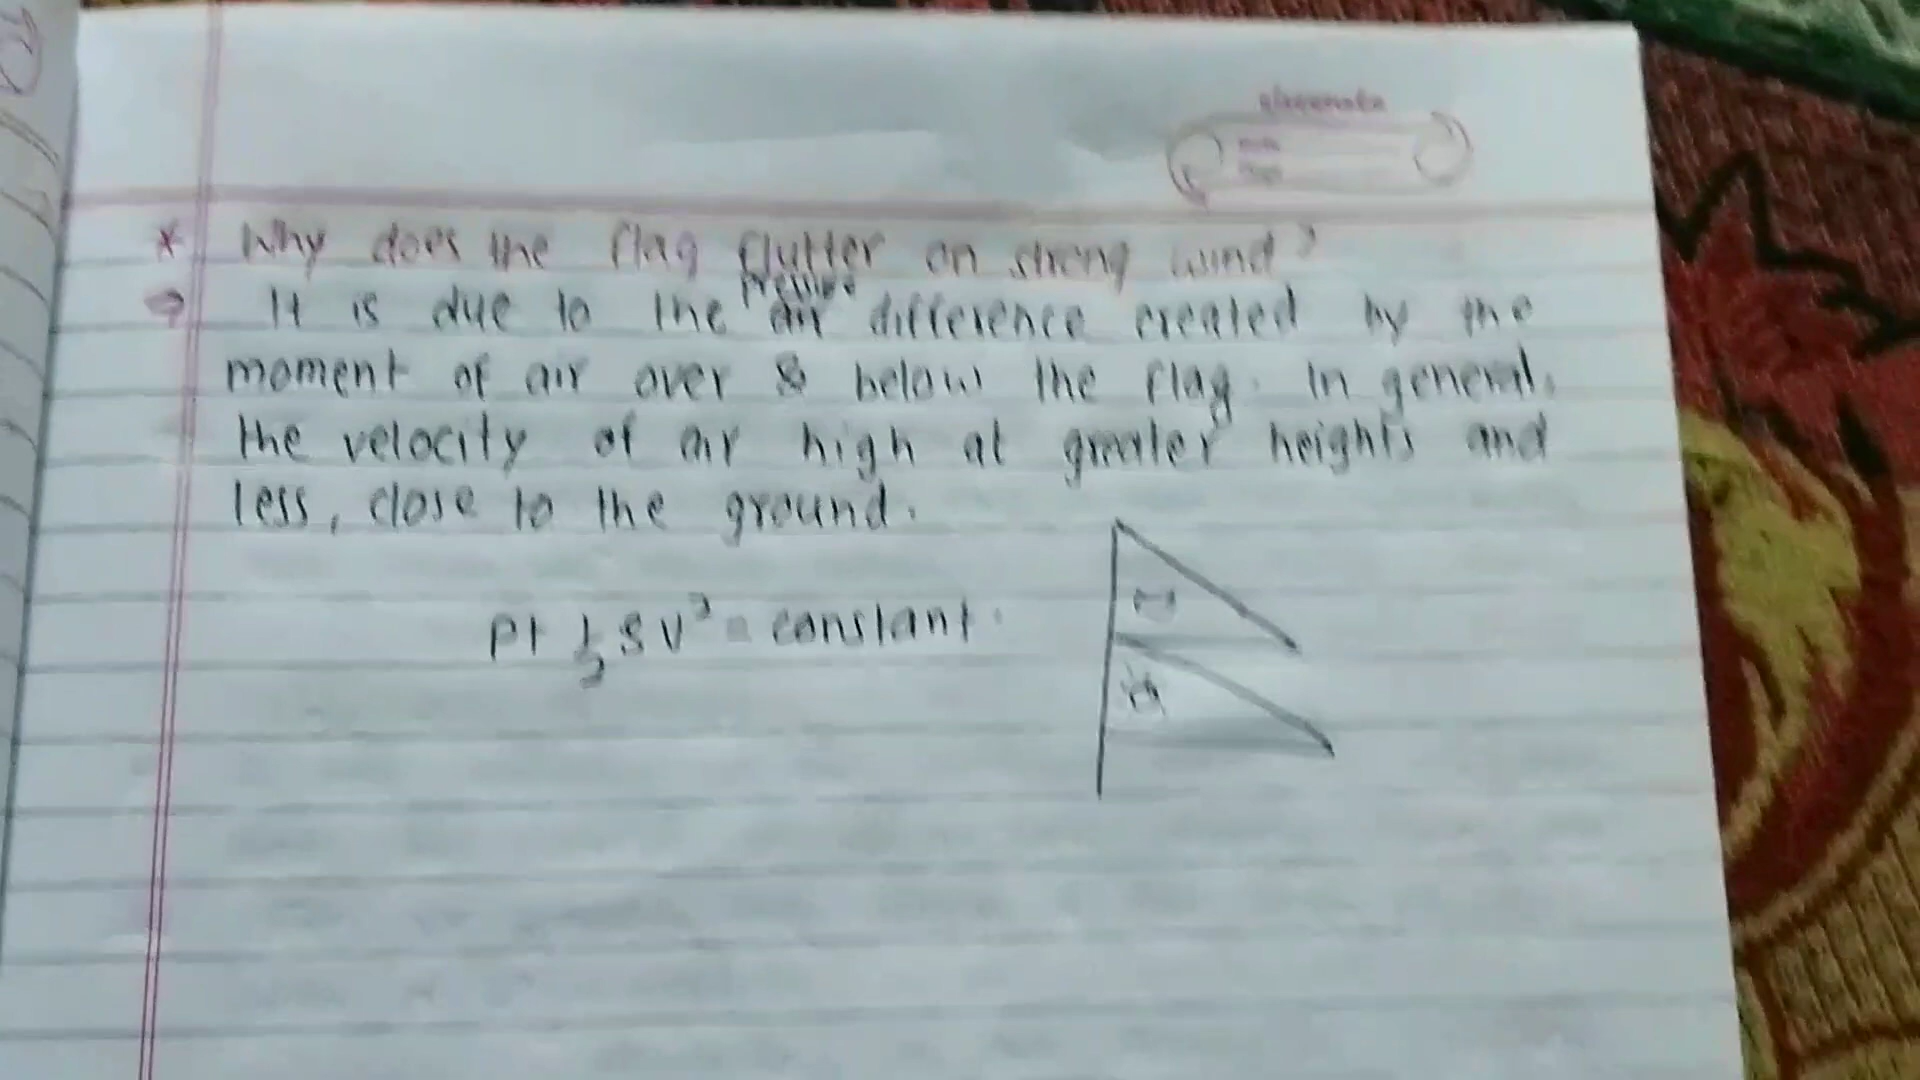 classmate
* Why does the flag flutter on strong wind?
pressure
⇒ It is due to the air difference created by the
moment of air over & below the flag. In general,
the velocity of air high at greater heights and
less, close to the ground.
P+ 1/2 ρV² = constant.